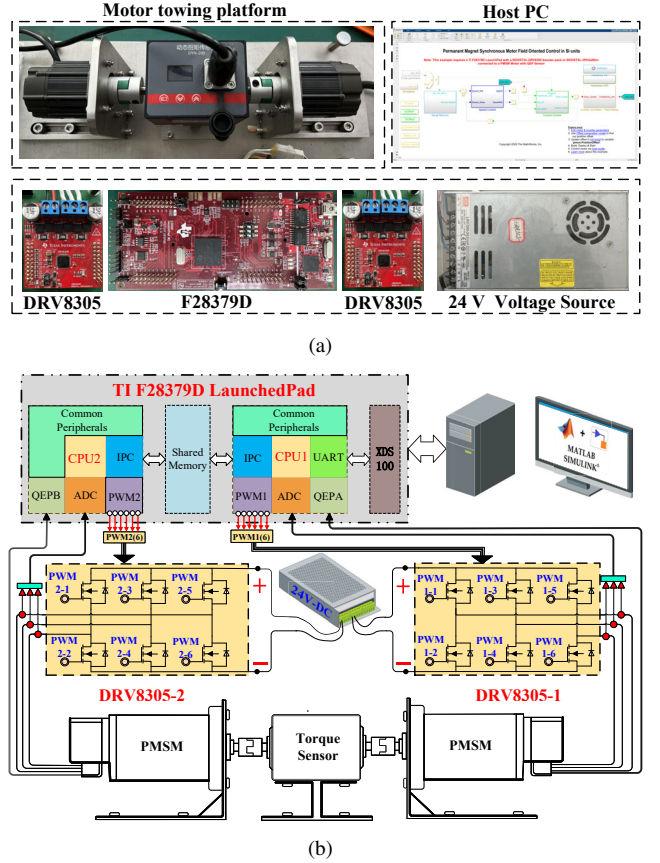 Motor towing platform
Host PC
Permanent Magnet Synchronous Motor Field Oriented Control in SI units
TEXAS INSTRUMENTS
TEXAS INSTRUMENTS
DRV8305
F28379D
DRV8305
24 V Voltage Source
(a)
TI F28379D LaunchedPad
Common Peripherals
CPU2
IPC
QEPB
ADC
PWM2
Shared Memory
Common Peripherals
IPC
CPU1
UART
PWM1
ADC
QEPA
XDS 100
MATLAB
SIMULINK®
PWM2(6)
PWM1(6)
PWM 2-1
PWM 2-3
PWM 2-5
PWM 2-2
PWM 2-4
PWM 2-6
+
−
24V-DC
+
−
PWM 1-1
PWM 1-3
PWM 1-5
PWM 1-2
PWM 1-4
PWM 1-6
DRV8305-2
DRV8305-1
PMSM
Torque Sensor
PMSM
(b)